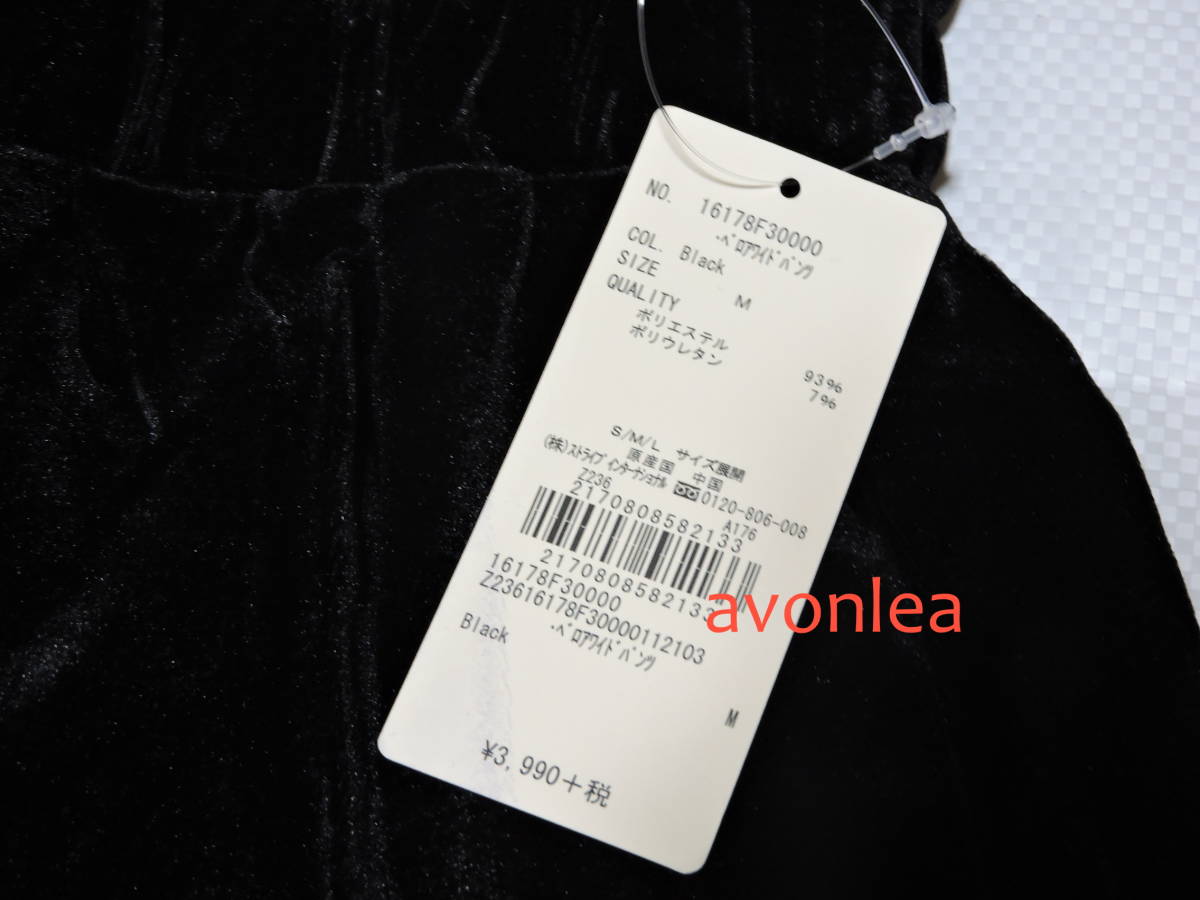 NO. 16178F30000
・ﾍﾞﾛｱﾜｲﾄﾞﾊﾟﾝﾂ
COL. Black
SIZE M
QUALITY
ポリエステル 93%
ポリウレタン 7%
S/M/L サイズ展開
原産国 中国
(株)ｽﾄﾗｲﾌﾟｲﾝﾀｰﾅｼｮﾅﾙ 0120-806-008
Z236 A176
2170808582133
2170808582133
16178F30000
Z23616178F30000112103
・ﾍﾞﾛｱﾜｲﾄﾞﾊﾟﾝﾂ
Black M
¥3,990+税
avonlea